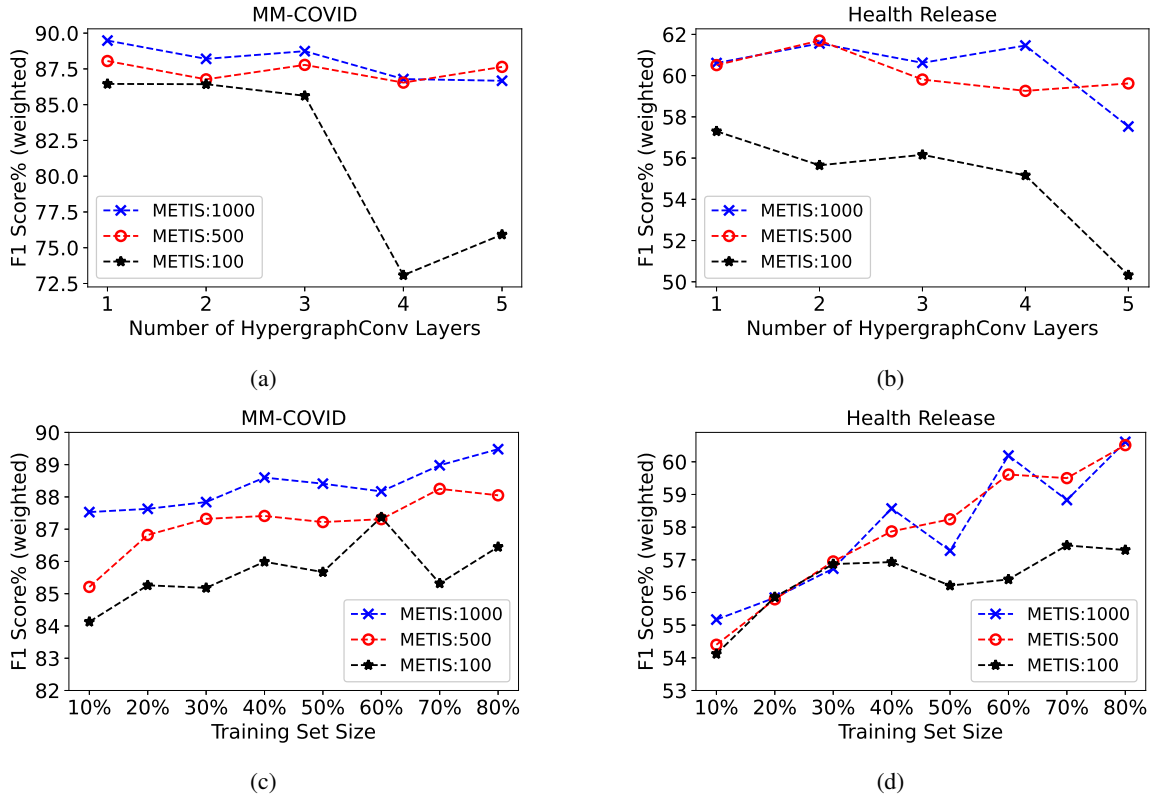 MM-COVID
F1 Score% (weighted)
90.0
87.5
85.0
82.5
80.0
77.5
75.0
72.5
METIS:1000
METIS:500
METIS:100
1 2 3 4 5
Number of HypergraphConv Layers
(a)
Health Release
F1 Score% (weighted)
62
60
58
56
54
52
50
METIS:1000
METIS:500
METIS:100
1 2 3 4 5
Number of HypergraphConv Layers
(b)
MM-COVID
F1 Score% (weighted)
90
89
88
87
86
85
84
83
82
METIS:1000
METIS:500
METIS:100
10% 20% 30% 40% 50% 60% 70% 80%
Training Set Size
(c)
Health Release
F1 Score% (weighted)
60
59
58
57
56
55
54
53
METIS:1000
METIS:500
METIS:100
10% 20% 30% 40% 50% 60% 70% 80%
Training Set Size
(d)